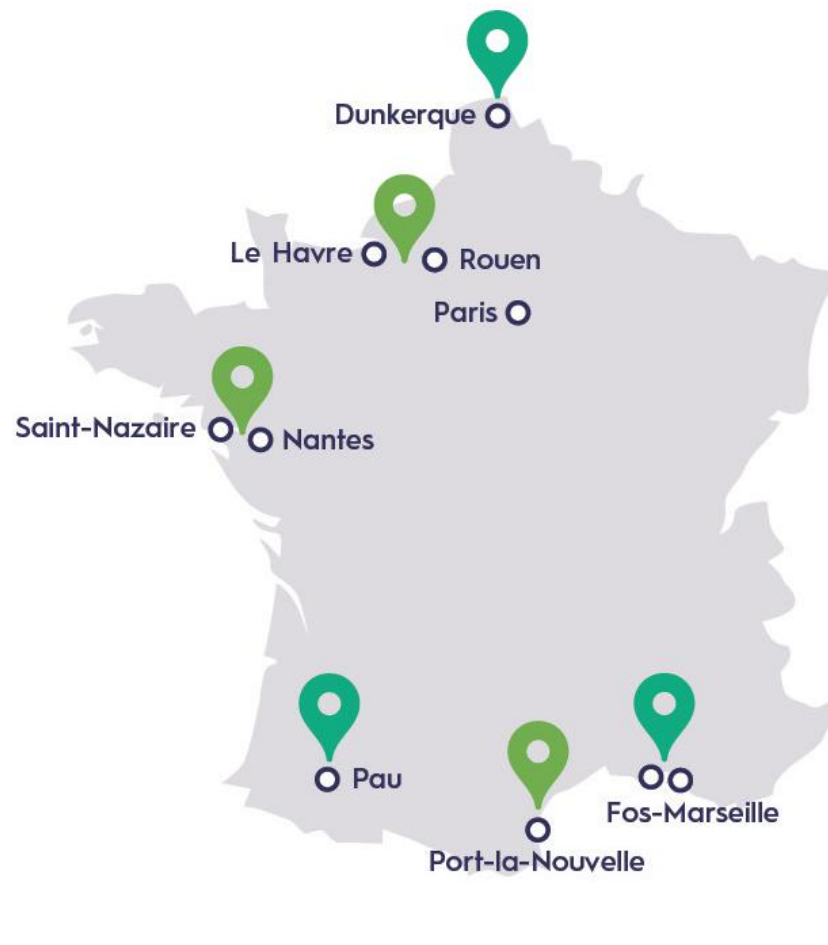 Dunkerque
Le Havre
Rouen
Paris
Saint-Nazaire
Nantes
Pau
Fos-Marseille
Port-la-Nouvelle